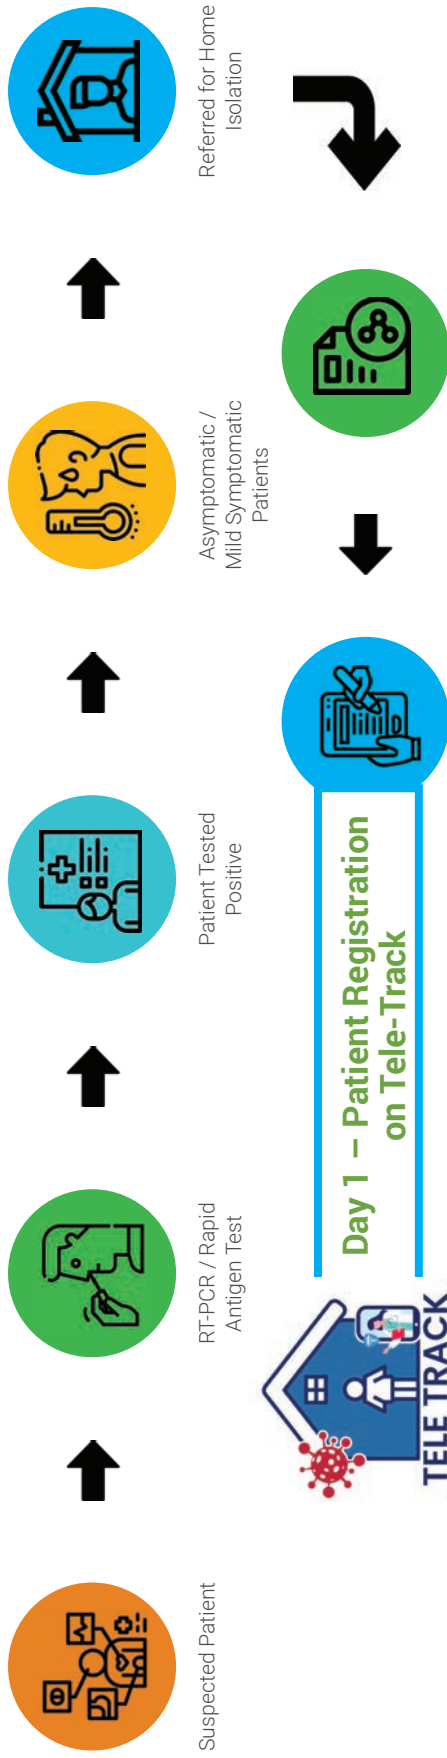 Suspected Patient
RT-PCR / Rapid
Antigen Test
Patient Tested
Positive
Asymptomatic /
Mild Symptomatic
Patients
Referred for Home
Isolation
Day 1 – Patient Registration
on Tele-Track
TELE TRACK